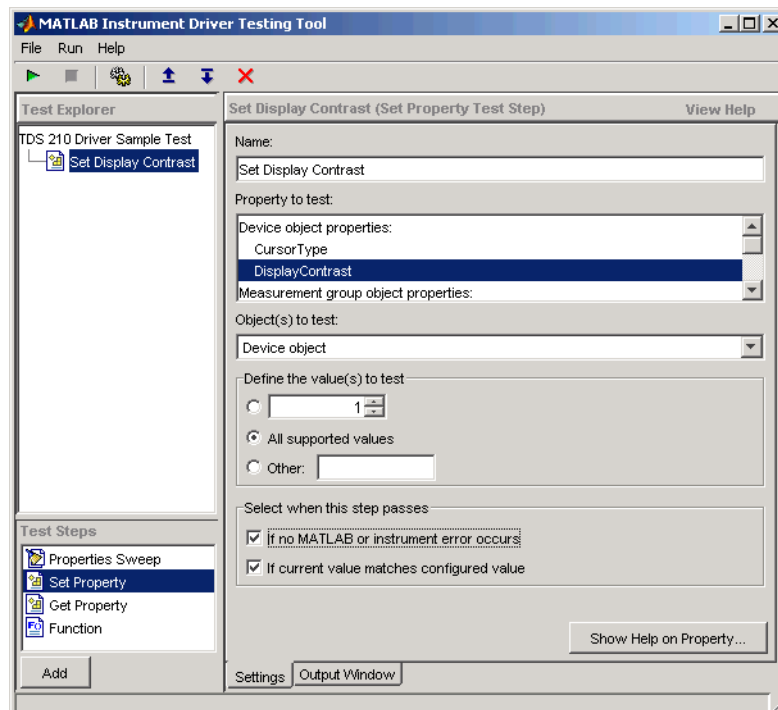 MATLAB Instrument Driver Testing Tool
File Run Help
Test Explorer
TDS 210 Driver Sample Test
Set Display Contrast
Test Steps
Properties Sweep
Set Property
Get Property
Function
Add
Set Display Contrast (Set Property Test Step) View Help
Name:
Set Display Contrast
Property to test:
Device object properties:
CursorType
DisplayContrast
Measurement group object properties:
Object(s) to test:
Device object
Define the value(s) to test
1
All supported values
Other:
Select when this step passes
If no MATLAB or instrument error occurs
If current value matches configured value
Show Help on Property...
Settings Output Window